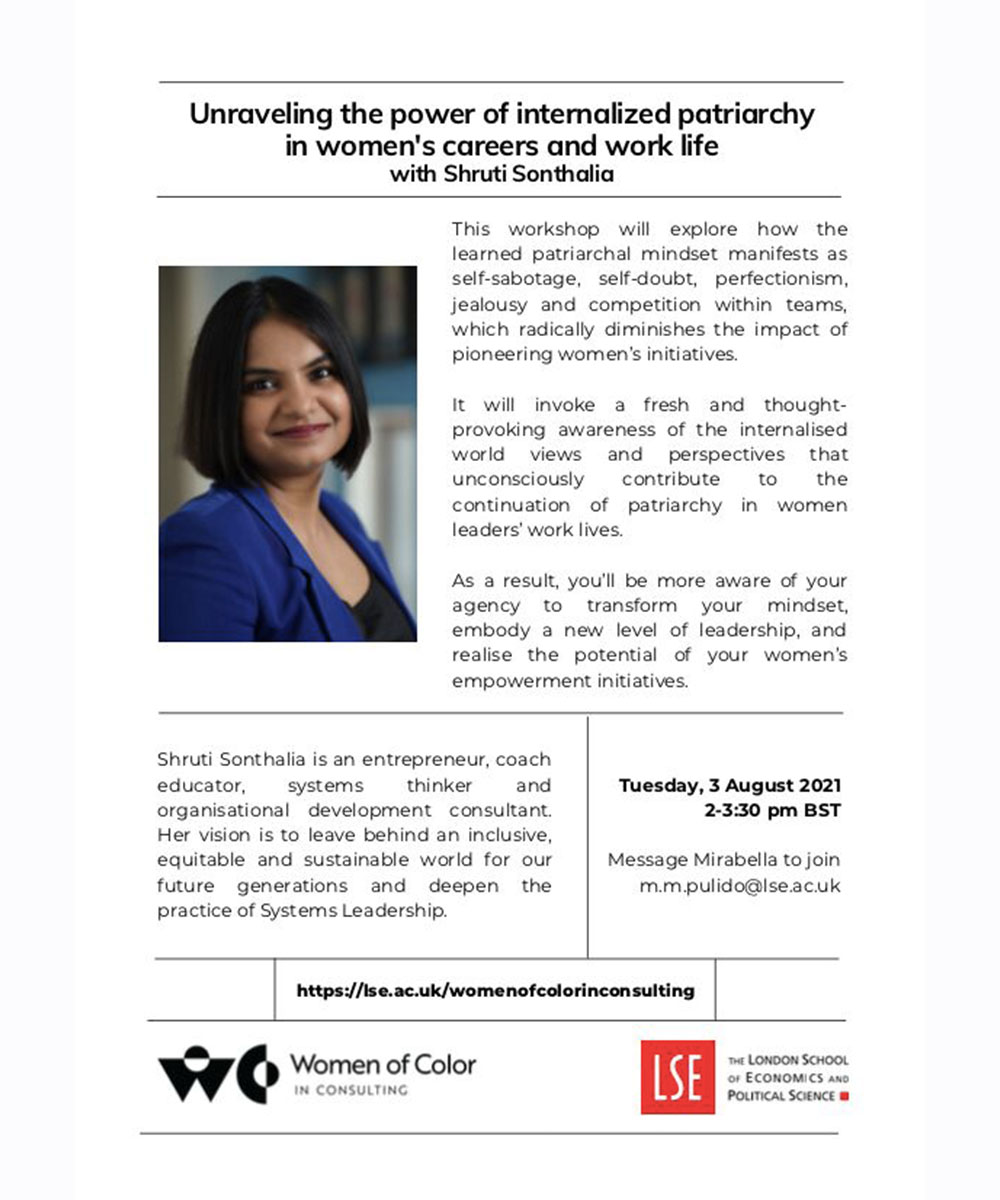 Unraveling the power of internalized patriarchy
in women's careers and work life
with Shruti Sonthalia
This workshop will explore how the
learned patriarchal mindset manifests as
self-sabotage, self-doubt, perfectionism,
jealousy and competition within teams,
which radically diminishes the impact of
pioneering women's initiatives.
It will invoke a fresh and thought-
provoking awareness of the internalised
world views and perspectives that
unconsciously contribute to the
continuation of patriarchy in women
leaders' work lives.
As a result, you'll be more aware of your
agency to transform your mindset,
embody a new level of leadership, and
realise the potential of your women's
empowerment initiatives.
Shruti Sonthalia is an entrepreneur, coach
educator, systems thinker and
organisational development consultant.
Her vision is to leave behind an inclusive,
equitable and sustainable world for our
future generations and deepen the
practice of Systems Leadership.
Tuesday, 3 August 2021
2-3:30 pm BST
Message Mirabella to join
m.m.pulido@lse.ac.uk
https://lse.ac.uk/womenofcolorinconsulting
WC
Women of Color
IN CONSULTING
LSE
THE LONDON SCHOOL
OF ECONOMICS AND
POLITICAL SCIENCE